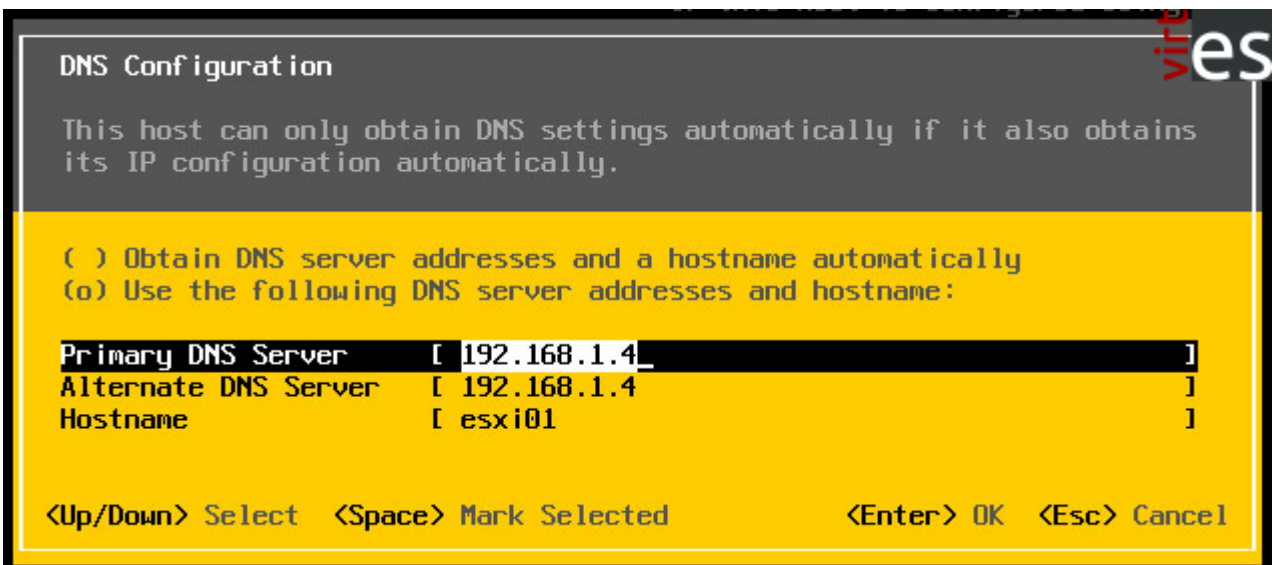 virt
es
DNS Configuration
This host can only obtain DNS settings automatically if it also obtains
its IP configuration automatically.
( ) Obtain DNS server addresses and a hostname automatically
(o) Use the following DNS server addresses and hostname:
Primary DNS Server [ 192.168.1.4_ ]
Alternate DNS Server [ 192.168.1.4 ]
Hostname [ esxi01 ]
<Up/Down> Select <Space> Mark Selected <Enter> OK <Esc> Cancel